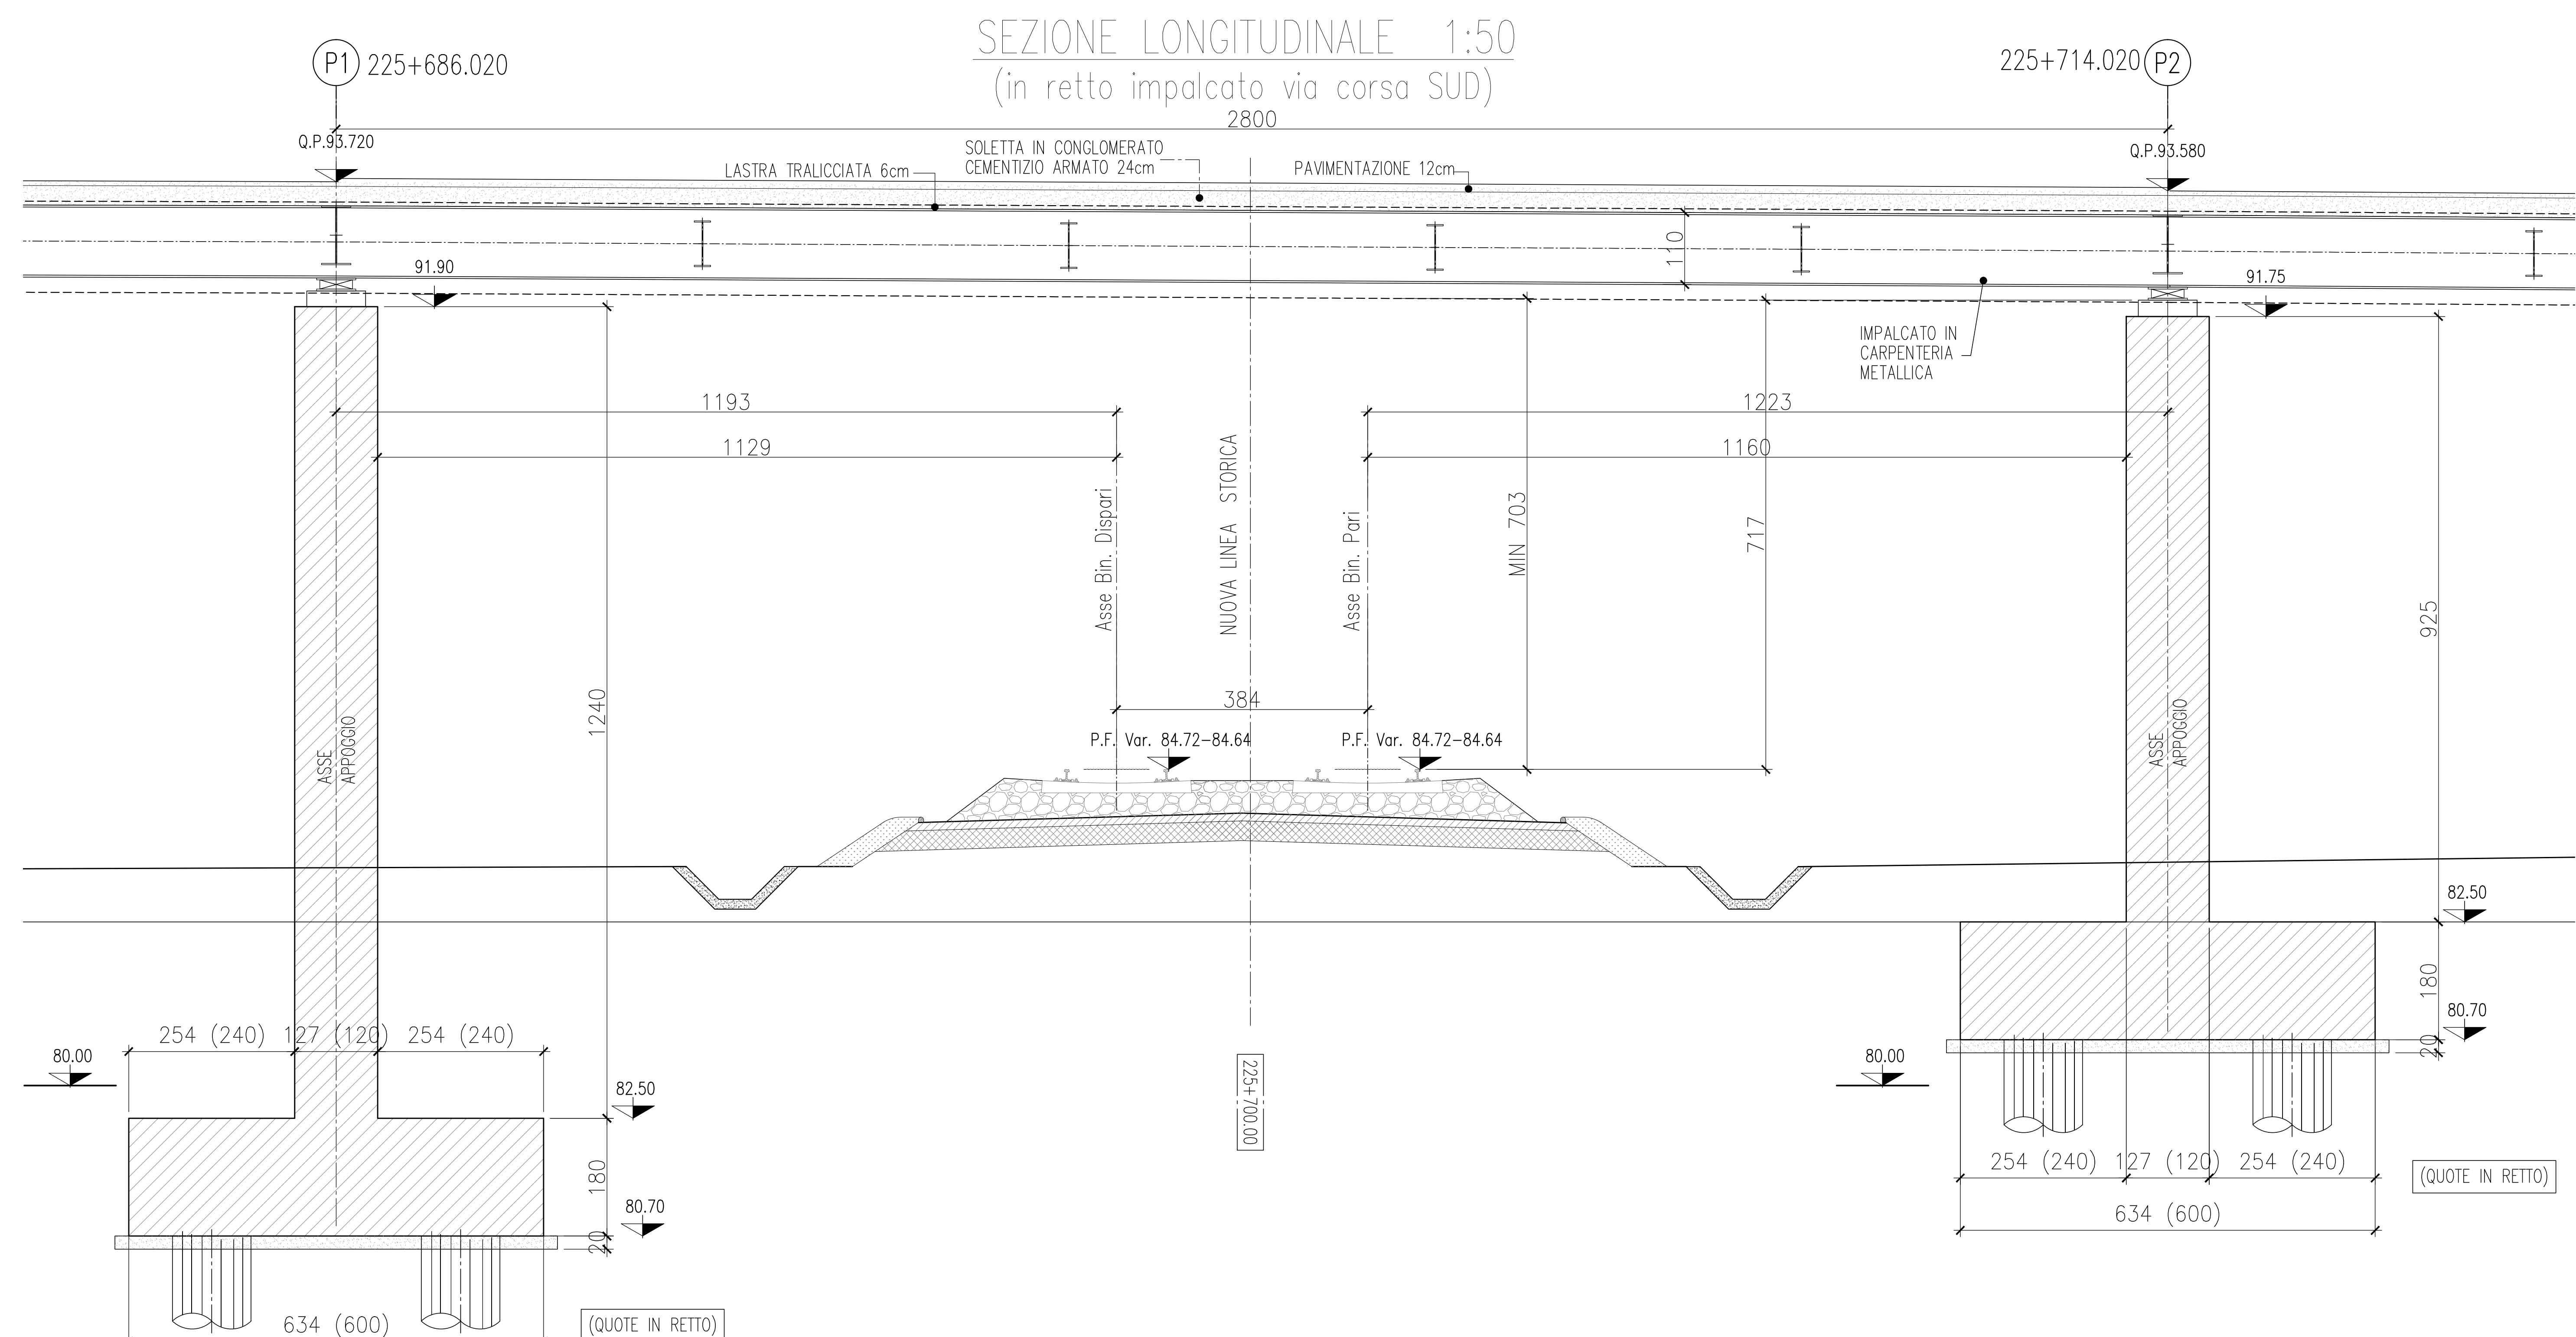 SEZIONE LONGITUDINALE 1:50
(in retto impalcato via corsa SUD)
P1 225+686.020
225+714.020 P2
2800
Q.P.93.720
Q.P.93.580
LASTRA TRALICCIATA 6cm
SOLETTA IN CONGLOMERATO
CEMENTIZIO ARMATO 24cm
PAVIMENTAZIONE 12cm
110
91.90
91.75
IMPALCATO IN
CARPENTERIA
METALLICA
1193
1223
1129
1160
Asse Bin. Dispari
NUOVA LINEA STORICA
Asse Bin. Pari
MIN 703
717
925
1240
384
P.F. Var. 84.72-84.64
P.F. Var. 84.72-84.64
ASSE
APPOGGIO
ASSE
APPOGGIO
82.50
180
80.70
20
254 (240) 127 (120) 254 (240)
80.00
80.00
82.50
225+700.00
180
80.70
20
254 (240) 127 (120) 254 (240)
(QUOTE IN RETTO)
634 (600)
634 (600)
(QUOTE IN RETTO)